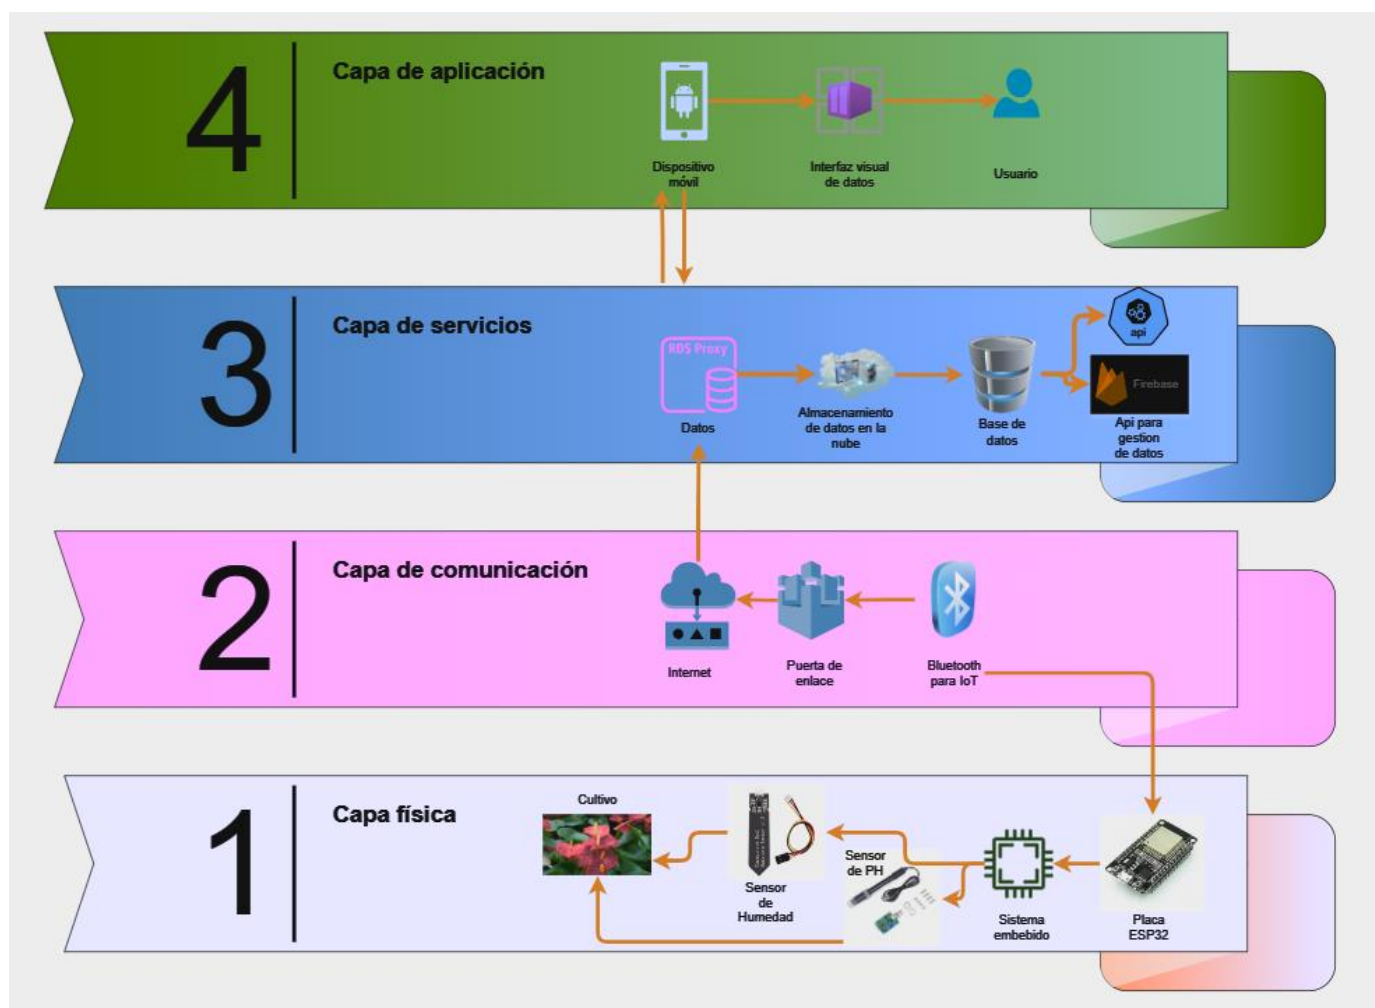 4
Capa de aplicación
Dispositivo
móvil
Interfaz visual
de datos
Usuario
3
Capa de servicios
RDS Proxy
Datos
Almacenamiento
de datos en la
nube
Base de
datos
api
Firebase
Api para
gestion
de datos
2
Capa de comunicación
Internet
Puerta de
enlace
Bluetooth
para IoT
1
Capa física
Cultivo
Sensor
de
Humedad
Sensor
de PH
Sistema
embebido
Placa
ESP32